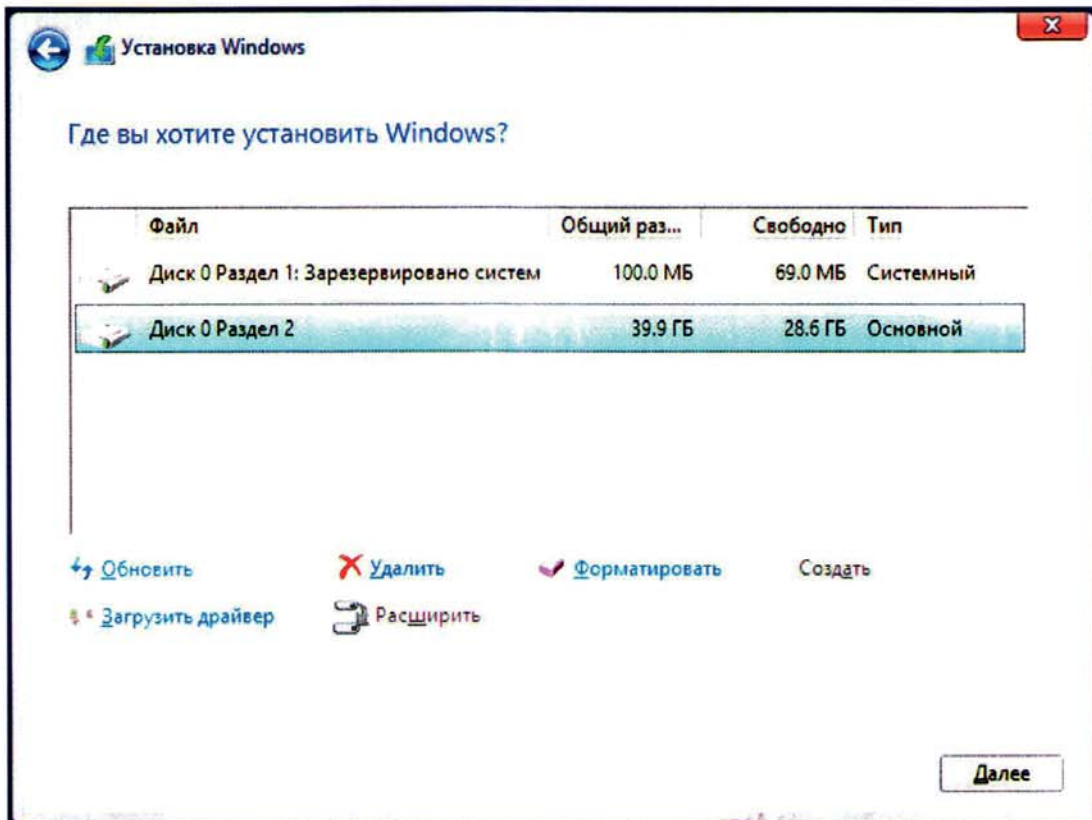 Установка Windows
Где вы хотите установить Windows?
Файл Общий раз... Свободно Тип
Диск 0 Раздел 1: Зарезервировано систем 100.0 МБ 69.0 МБ Системный
Диск 0 Раздел 2 39.9 ГБ 28.6 ГБ Основной
Обновить Удалить Форматировать Создать
Загрузить драйвер Расширить
Далее